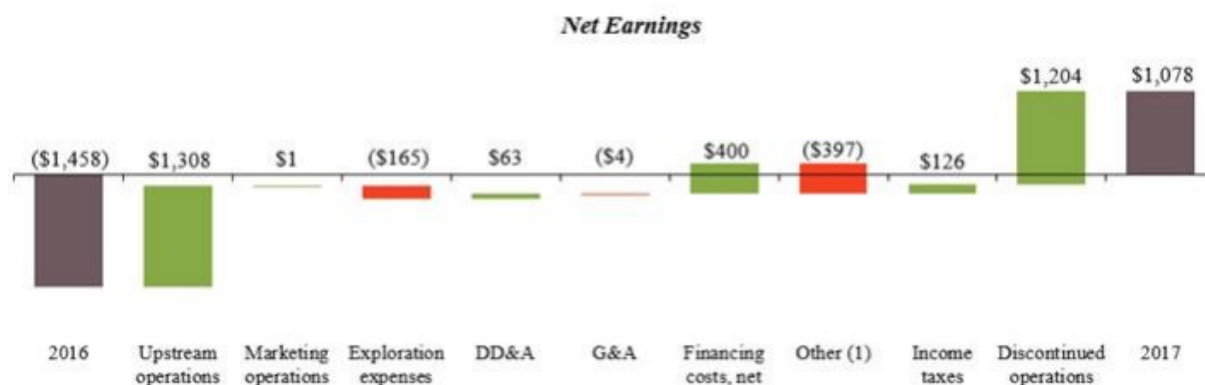 Net Earnings
$1,204 $1,078
($1,458) $1,308 $1 ($165) $63 ($4) $400 ($397) $126
2016 Upstream Marketing Exploration DD&A G&A Financing Other (1) Income Discontinued 2017
operations operations expenses costs, net taxes operations